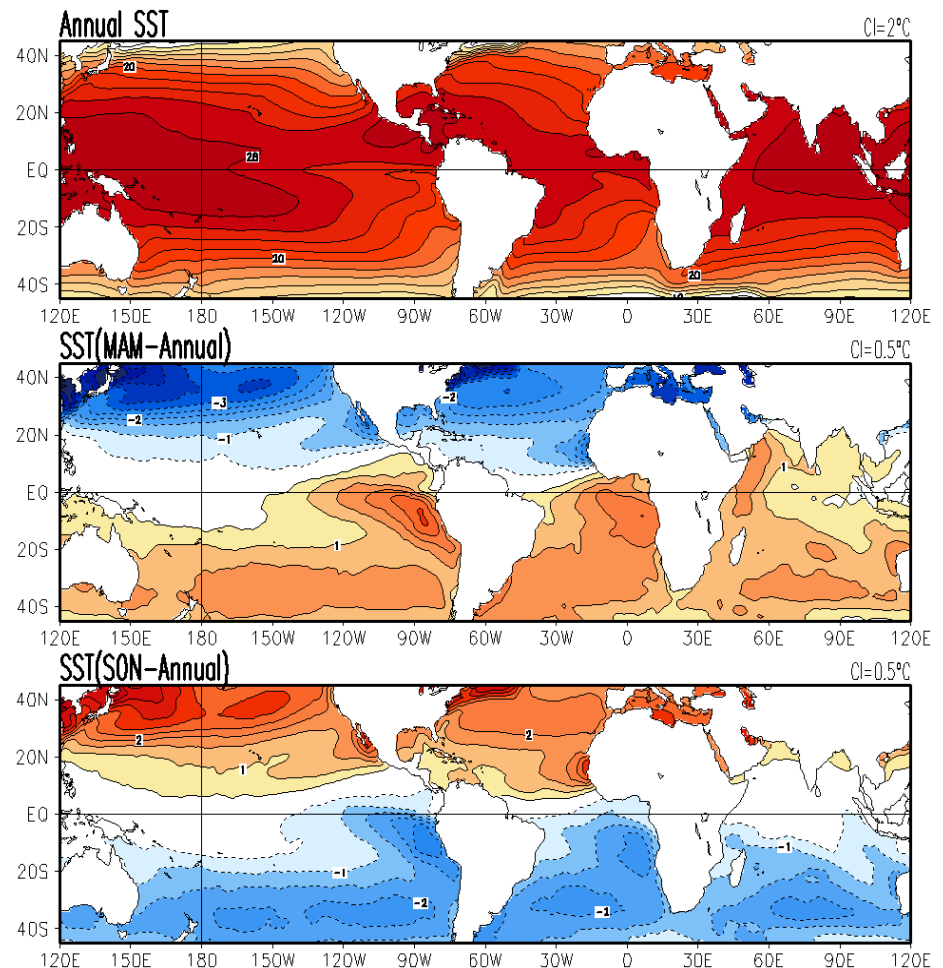 Annual SST CI=2°C
40N
20
20N
28
EQ
20S
20 20
40S
120E 150E 180 150W 120W 90W 60W 30W 0 30E 60E 90E 120E
SST(MAM-Annual) CI=0.5°C
40N
-3 -2
-2
20N -1
1
EQ
1
20S
40S
120E 150E 180 150W 120W 90W 60W 30W 0 30E 60E 90E 120E
SST(SON-Annual) CI=0.5°C
40N
2 2
20N
1
EQ
-1
20S -1
-2
40S
120E 150E 180 150W 120W 90W 60W 30W 0 30E 60E 90E 120E